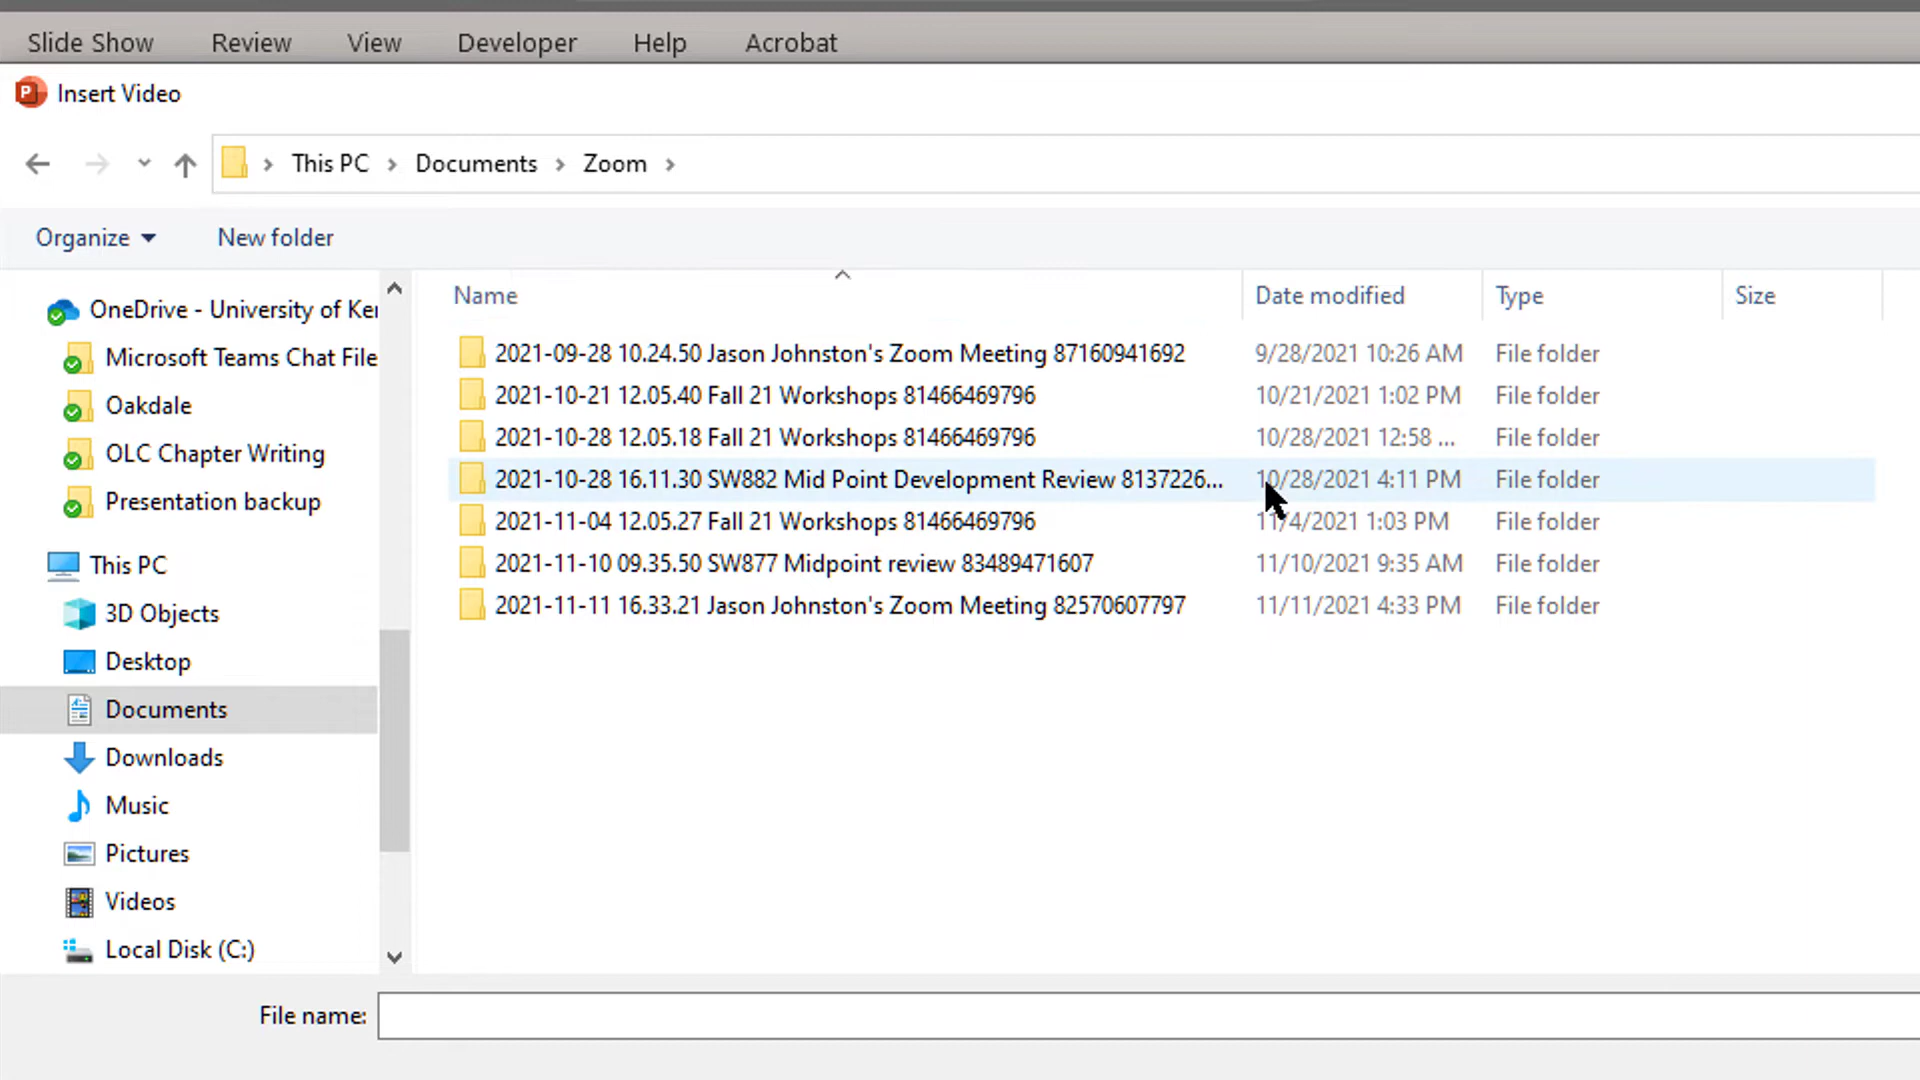 Slide Show Review View Developer Help Acrobat
P Insert Video
This PC Documents Zoom
Organize New folder
Name Date modified Type Size
OneDrive - University of Ker
Microsoft Teams Chat File
Oakdale
OLC Chapter Writing
Presentation backup
This PC
3D Objects
Desktop
Documents
Downloads
Music
Pictures
Videos
Local Disk (C:)
2021-09-28 10.24.50 Jason Johnston's Zoom Meeting 87160941692 9/28/2021 10:26 AM File folder
2021-10-21 12.05.40 Fall 21 Workshops 81466469796 10/21/2021 1:02 PM File folder
2021-10-28 12.05.18 Fall 21 Workshops 81466469796 10/28/2021 12:58 ... File folder
2021-10-28 16.11.30 SW882 Mid Point Development Review 8137226... 10/28/2021 4:11 PM File folder
2021-11-04 12.05.27 Fall 21 Workshops 81466469796 11/4/2021 1:03 PM File folder
2021-11-10 09.35.50 SW877 Midpoint review 83489471607 11/10/2021 9:35 AM File folder
2021-11-11 16.33.21 Jason Johnston's Zoom Meeting 82570607797 11/11/2021 4:33 PM File folder
File name: